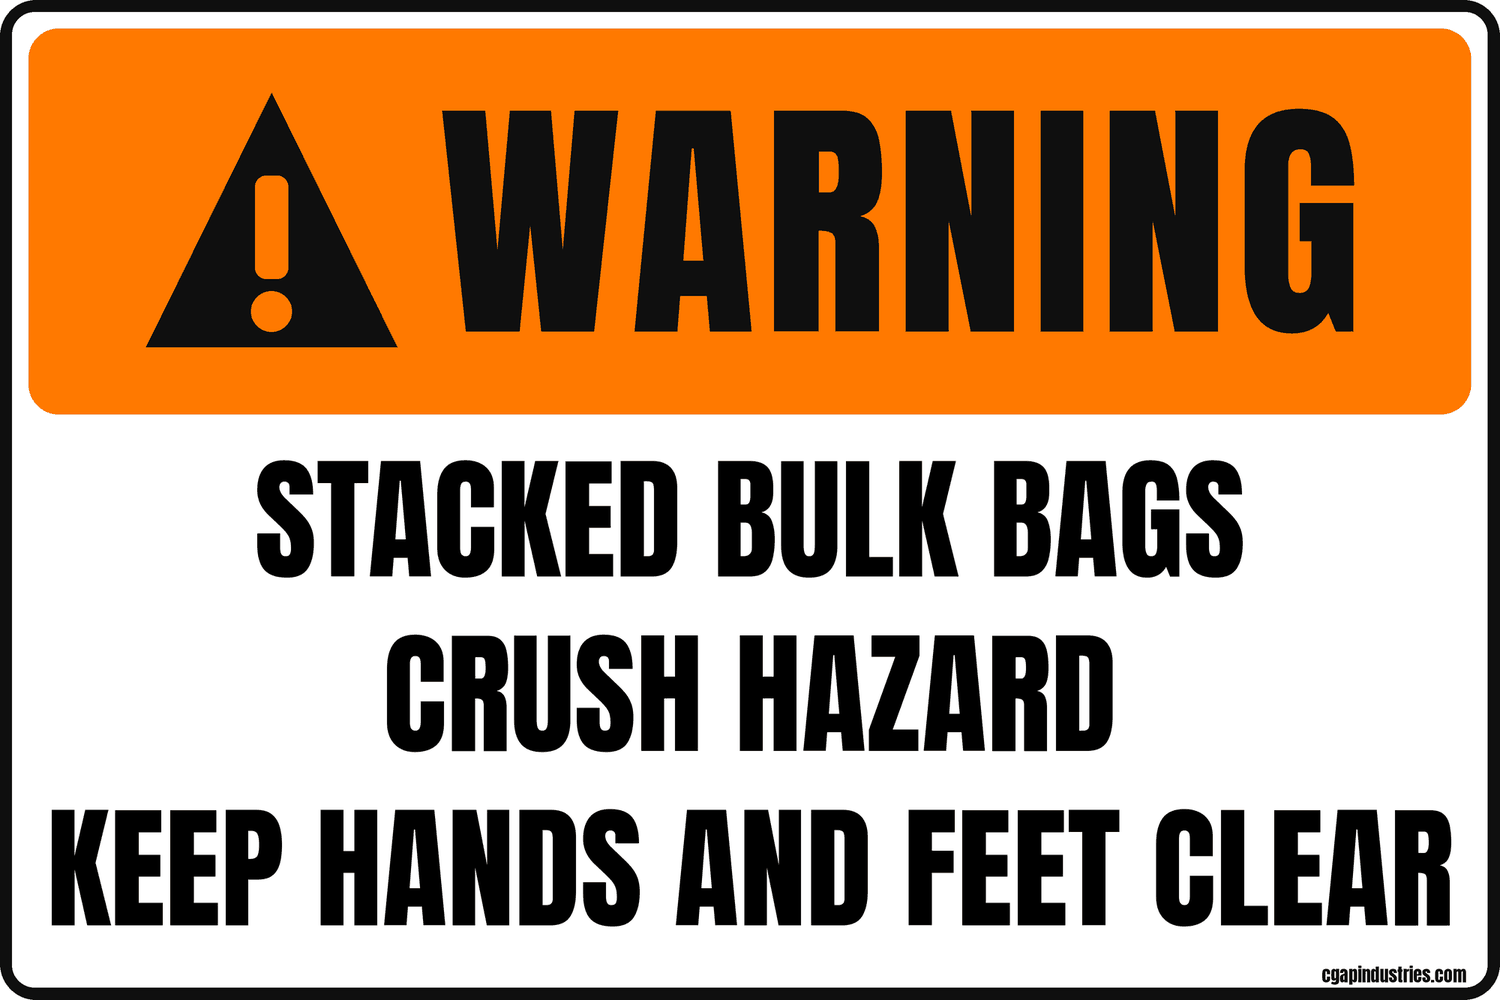 WARNING
STACKED BULK BAGS
CRUSH HAZARD
KEEP HANDS AND FEET CLEAR
cgapindustries.com